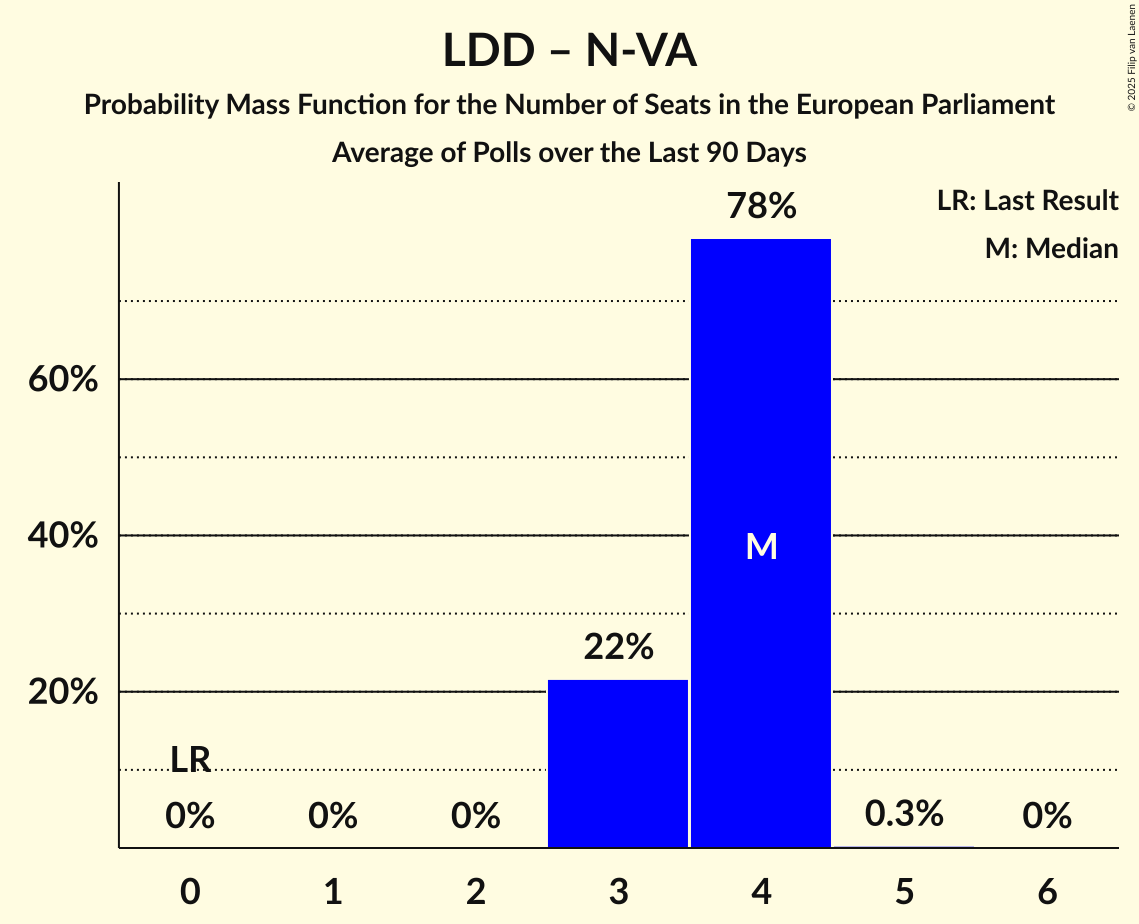 LDD – N-VA
Probability Mass Function for the Number of Seats in the European Parliament
Average of Polls over the Last 90 Days
© 2025 Filip van Laenen
LR: Last Result
M: Median
78%
60%
40%
M
22%
20%
LR
0%
0%
0%
0.3%
0%
0
1
2
3
4
5
6